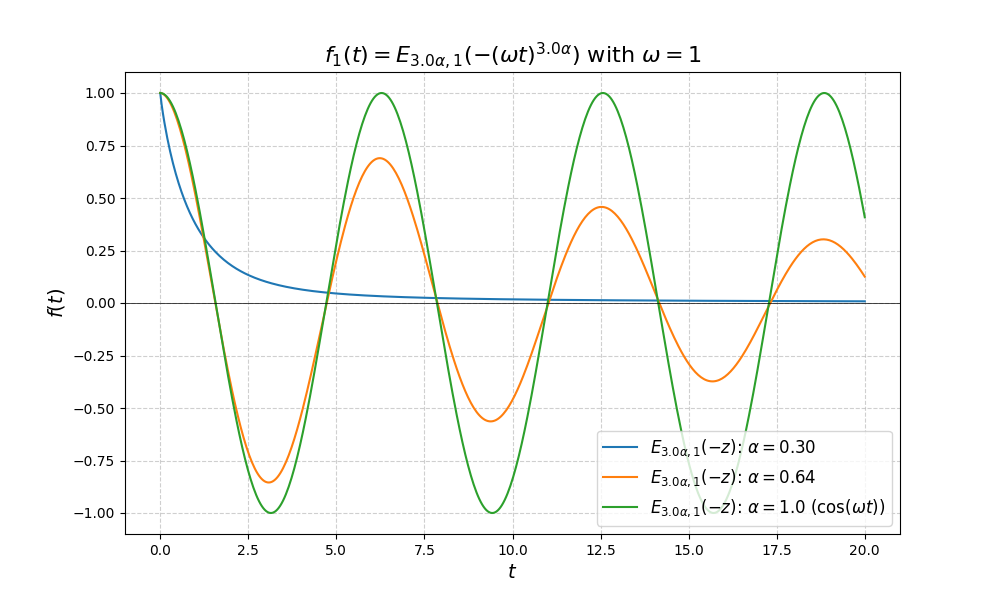 f₁(t) = E₃.₀α,₁(−(ωt)³·⁰α) with ω = 1
f(t)
1.00
0.75
0.50
0.25
0.00
−0.25
−0.50
−0.75
−1.00
E₃.₀α,₁(−z): α = 0.30
E₃.₀α,₁(−z): α = 0.64
E₃.₀α,₁(−z): α = 1.0 (cos(ωt))
0.0 2.5 5.0 7.5 10.0 12.5 15.0 17.5 20.0
t